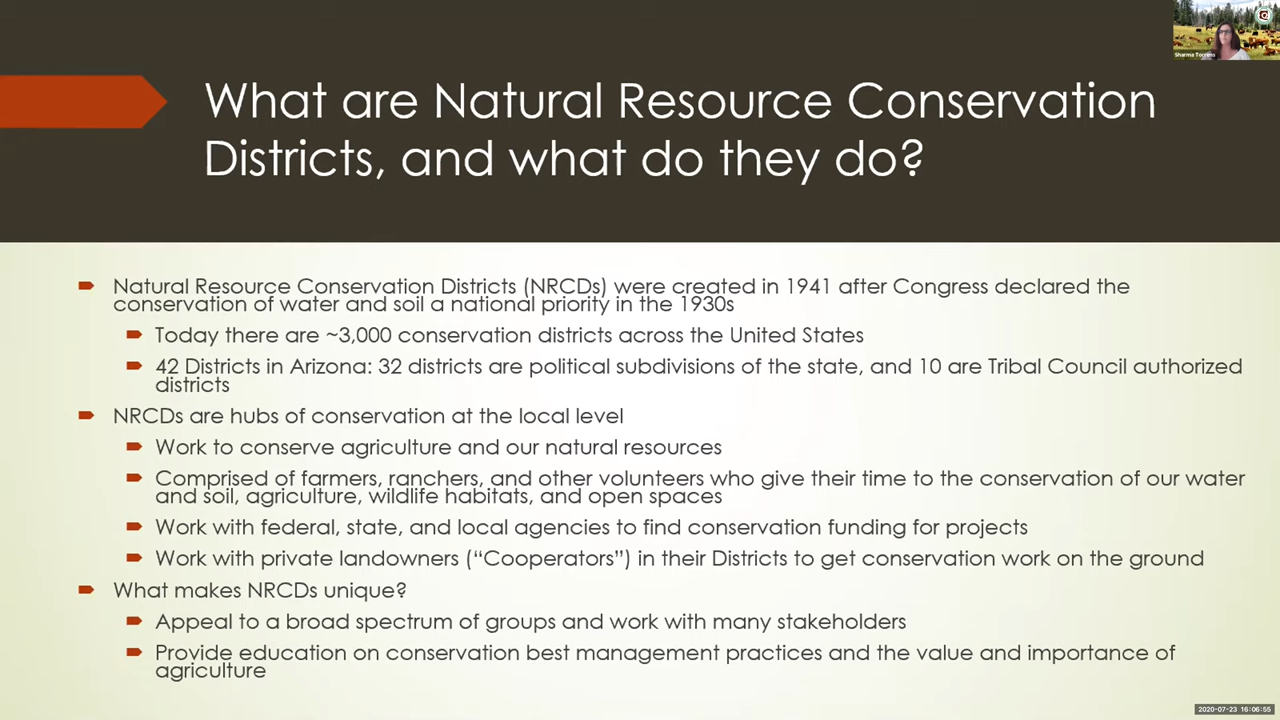 What are Natural Resource Conservation
Districts, and what do they do?
Natural Resource Conservation Districts (NRCDs) were created in 1941 after Congress declared the
conservation of water and soil a national priority in the 1930s
Today there are ~3,000 conservation districts across the United States
42 Districts in Arizona: 32 districts are political subdivisions of the state, and 10 are Tribal Council authorized
districts
NRCDs are hubs of conservation at the local level
Work to conserve agriculture and our natural resources
Comprised of farmers, ranchers, and other volunteers who give their time to the conservation of our water
and soil, agriculture, wildlife habitats, and open spaces
Work with federal, state, and local agencies to find conservation funding for projects
Work with private landowners (“Cooperators”) in their Districts to get conservation work on the ground
What makes NRCDs unique?
Appeal to a broad spectrum of groups and work with many stakeholders
Provide education on conservation best management practices and the value and importance of
agriculture
2020-07-23 16:06:55